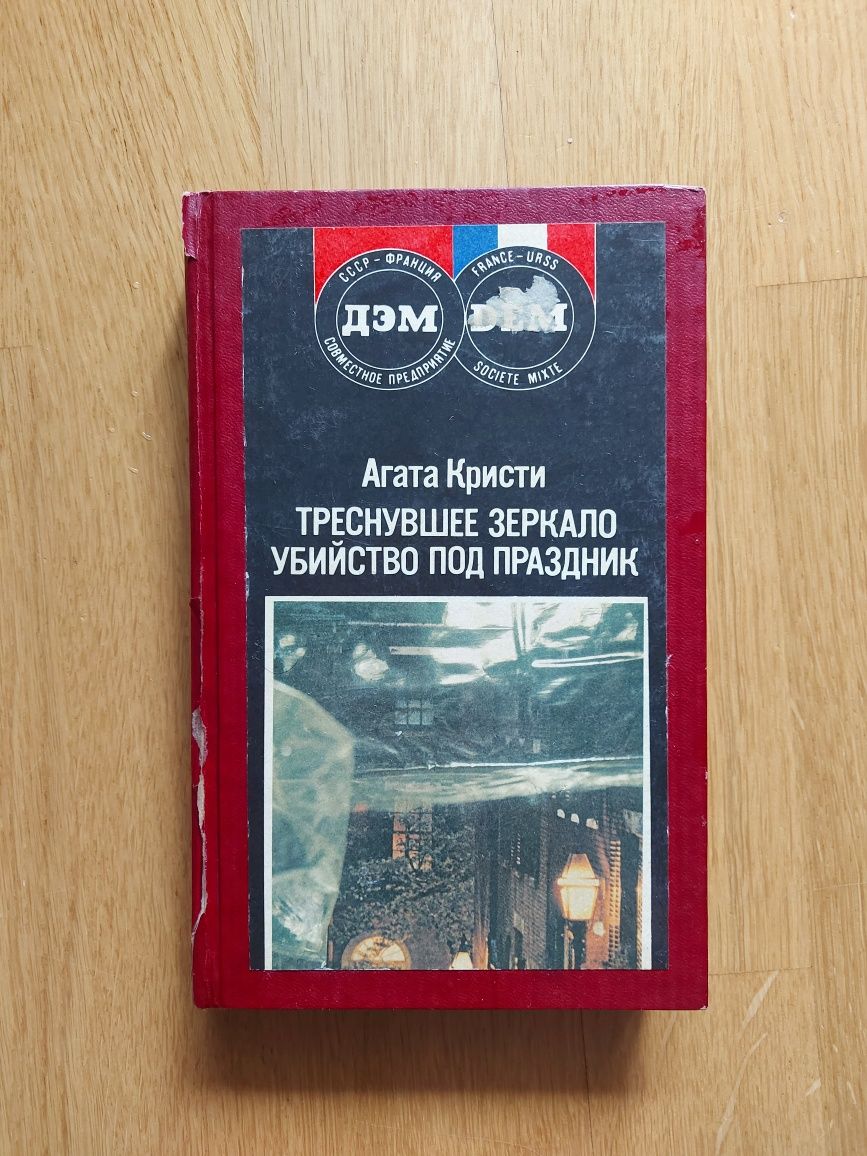 СССР - ФРАНЦИЯ
ДЭМ
СОВМЕСТНОЕ ПРЕДПРИЯТИЕ
FRANCE - URSS
DEM
SOCIETE MIXTE
Агата Кристи
ТРЕСНУВШЕЕ ЗЕРКАЛО
УБИЙСТВО ПОД ПРАЗДНИК